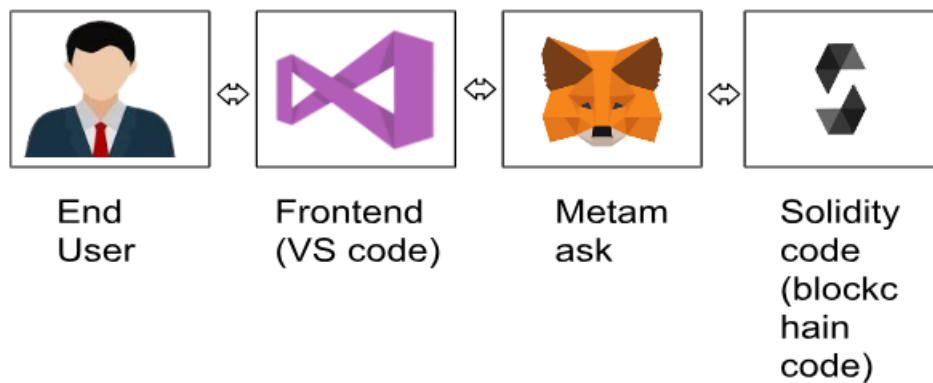 End
User
Frontend
(VS code)
Metam
ask
Solidity
code
(blockc
hain
code)